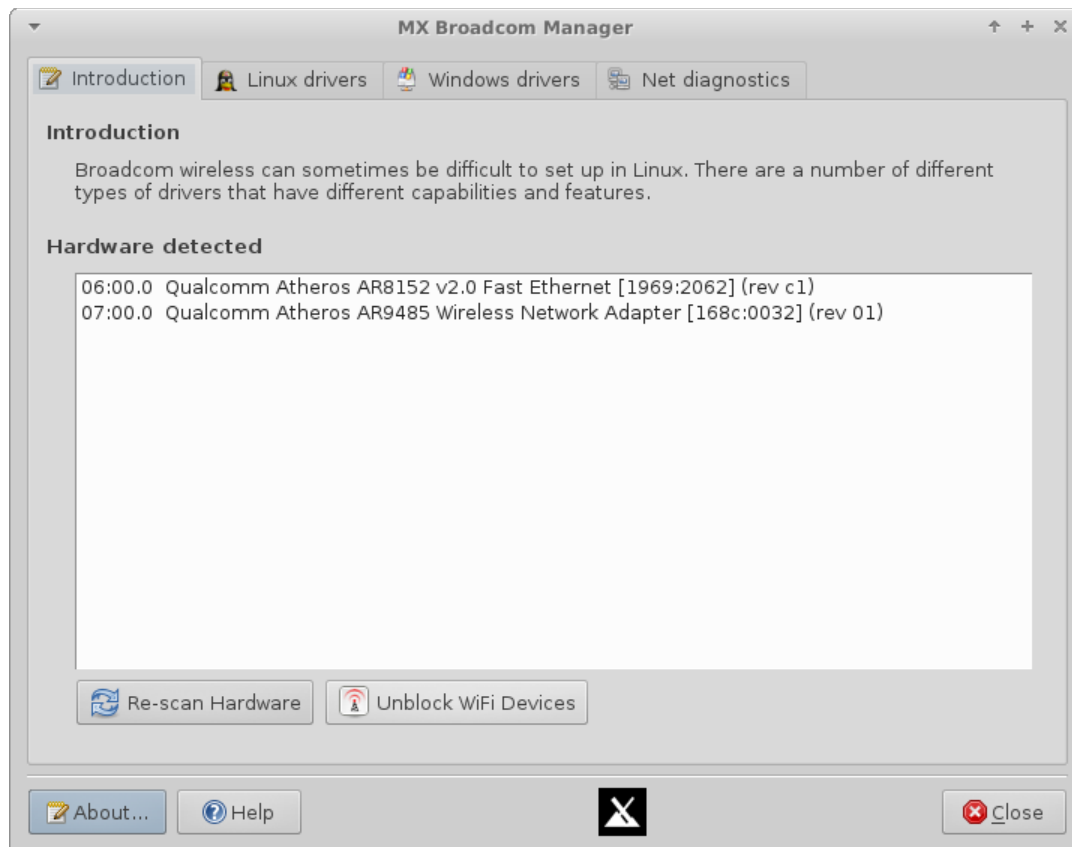 MX Broadcom Manager
Introduction
Linux drivers
Windows drivers
Net diagnostics
Introduction
Broadcom wireless can sometimes be difficult to set up in Linux. There are a number of different
types of drivers that have different capabilities and features.
Hardware detected
06:00.0 Qualcomm Atheros AR8152 v2.0 Fast Ethernet [1969:2062] (rev c1)
07:00.0 Qualcomm Atheros AR9485 Wireless Network Adapter [168c:0032] (rev 01)
Re-scan Hardware
Unblock WiFi Devices
About...
Help
Close